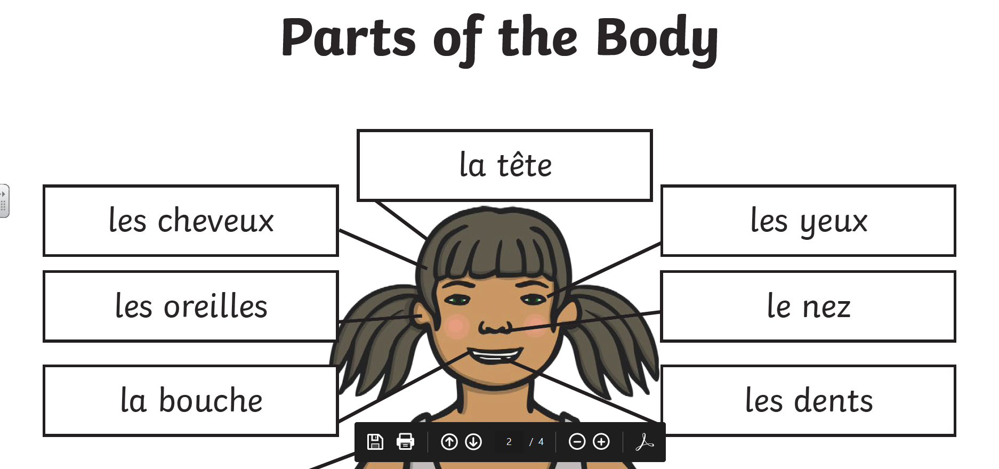 Parts of the Body
la tête
les cheveux
les yeux
les oreilles
le nez
la bouche
les dents
2 / 4